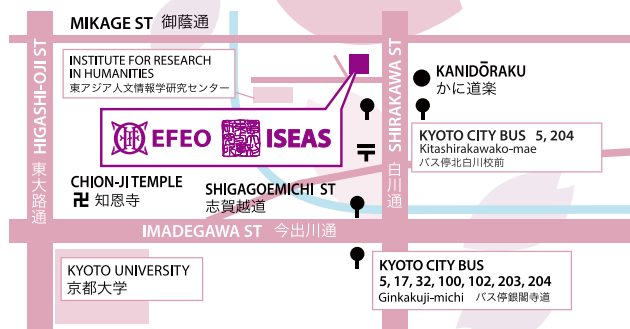 MIKAGE ST 御蔭通
HIGASHI-OJI ST 東大路通
INSTITUTE FOR RESEARCH
IN HUMANITIES
東アジア人文情報学研究センター
SHIRAKAWA ST 白川通
KANIDŌRAKU
かに道楽
EFEO ISEAS
KYOTO CITY BUS 5, 204
Kitashirakawako-mae
バス停北白川校前
CHION-JI TEMPLE
卍 知恩寺
SHIGAGOEMICHI ST
志賀越道
IMADEGAWA ST 今出川通
KYOTO UNIVERSITY
京都大学
KYOTO CITY BUS
5, 17, 32, 100, 102, 203, 204
Ginkakuji-michi バス停銀閣寺道